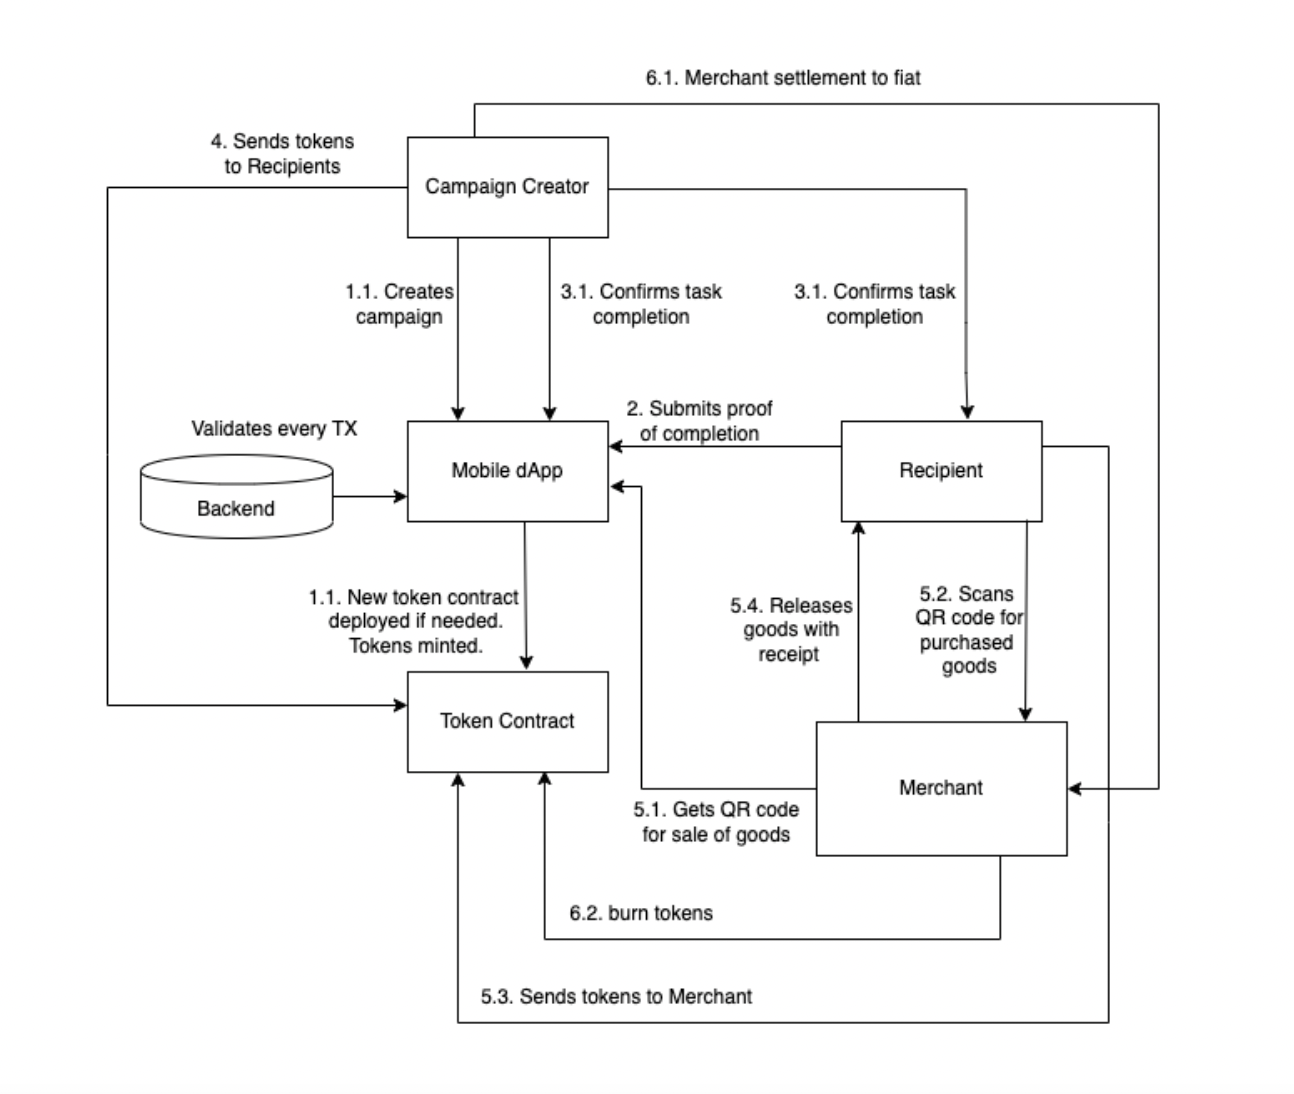 6.1. Merchant settlement to fiat
4. Sends tokens
to Recipients
Campaign Creator
1.1. Creates
campaign
3.1. Confirms task
completion
3.1. Confirms task
completion
Validates every TX
Backend
Mobile dApp
2. Submits proof
of completion
Recipient
1.1. New token contract
deployed if needed.
Tokens minted.
5.4. Releases
goods with
receipt
5.2. Scans
QR code for
purchased
goods
Token Contract
Merchant
5.1. Gets QR code
for sale of goods
6.2. burn tokens
5.3. Sends tokens to Merchant